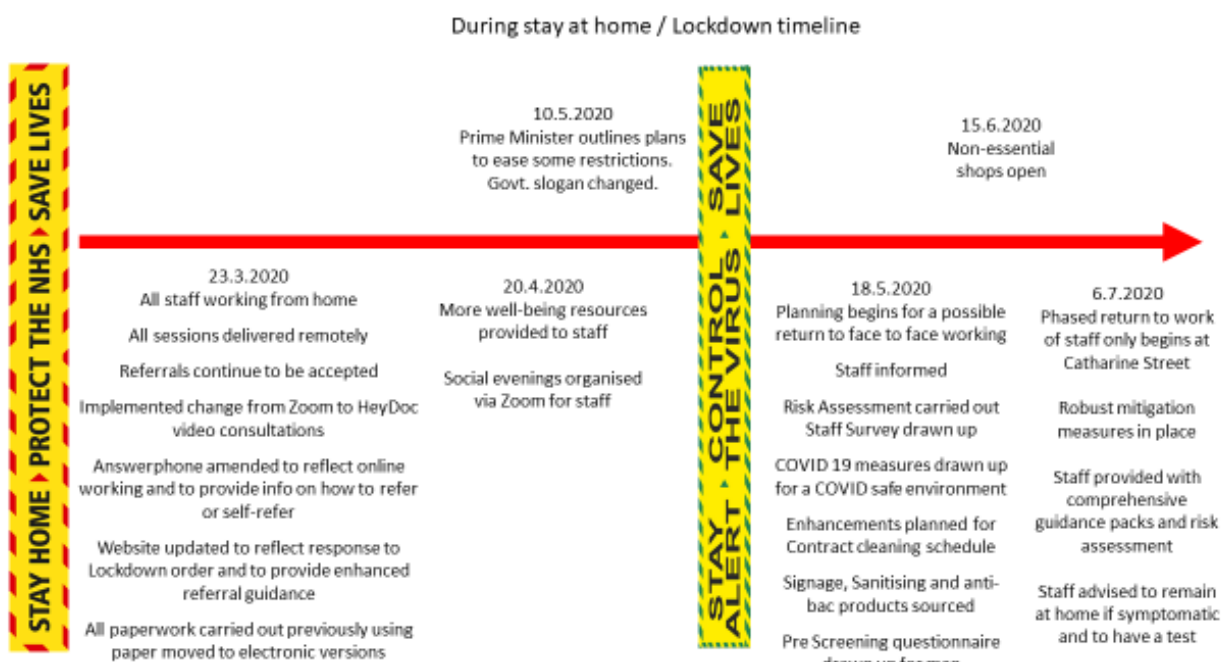 During stay at home / Lockdown timeline
STAY HOME PROTECT THE NHS SAVE LIVES
10.5.2020
Prime Minister outlines plans
to ease some restrictions.
Govt. slogan changed.
STAY CONTROL SAVE
ALERT THE VIRUS LIVES
15.6.2020
Non-essential
shops open
23.3.2020
All staff working from home
All sessions delivered remotely
Referrals continue to be accepted
Implemented change from Zoom to HeyDoc
video consultations
Answerphone amended to reflect online
working and to provide info on how to refer
or self-refer
Website updated to reflect response to
Lockdown order and to provide enhanced
referral guidance
All paperwork carried out previously using
paper moved to electronic versions
20.4.2020
More well-being resources
provided to staff
Social evenings organised
via Zoom for staff
18.5.2020
Planning begins for a possible
return to face to face working
Staff informed
Risk Assessment carried out
Staff Survey drawn up
COVID 19 measures drawn up
for a COVID safe environment
Enhancements planned for
Contract cleaning schedule
Signage, Sanitising and anti-
bac products sourced
Pre Screening questionnaire
6.7.2020
Phased return to work
of staff only begins at
Catharine Street
Robust mitigation
measures in place
Staff provided with
comprehensive
guidance packs and risk
assessment
Staff advised to remain
at home if symptomatic
and to have a test